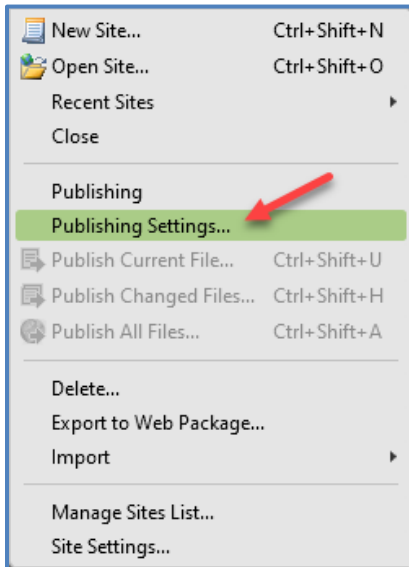 New Site... Ctrl+Shift+N
Open Site... Ctrl+Shift+O
Recent Sites
Close
Publishing
Publishing Settings...
Publish Current File... Ctrl+Shift+U
Publish Changed Files... Ctrl+Shift+H
Publish All Files... Ctrl+Shift+A
Delete...
Export to Web Package...
Import
Manage Sites List...
Site Settings...